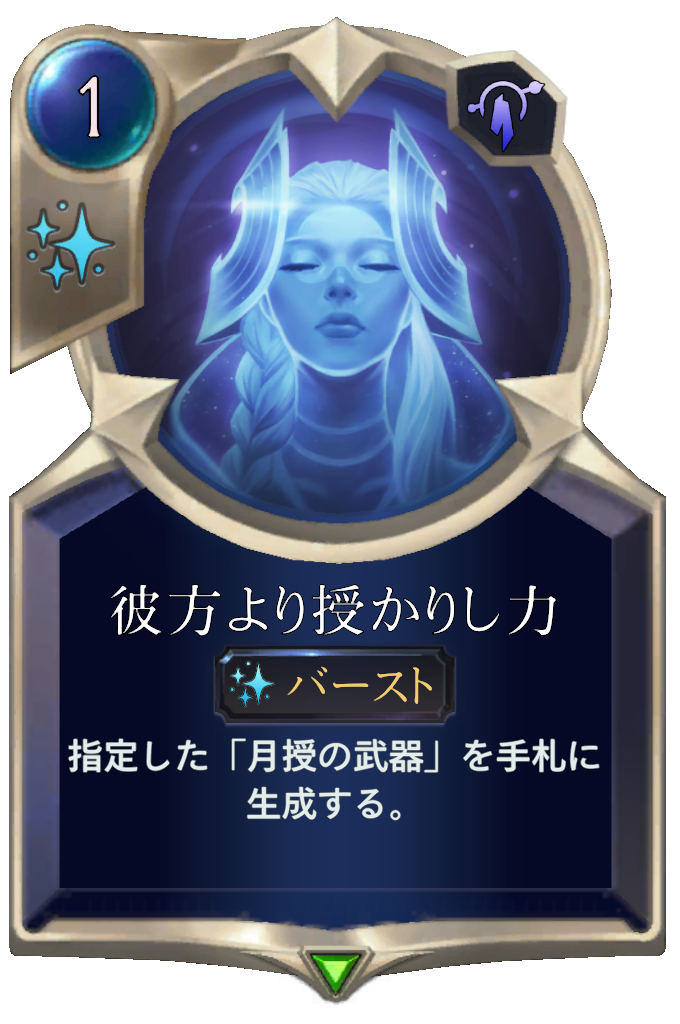 1
彼方より授かりし力
バースト
指定した「月授の武器」を手札に
生成する。